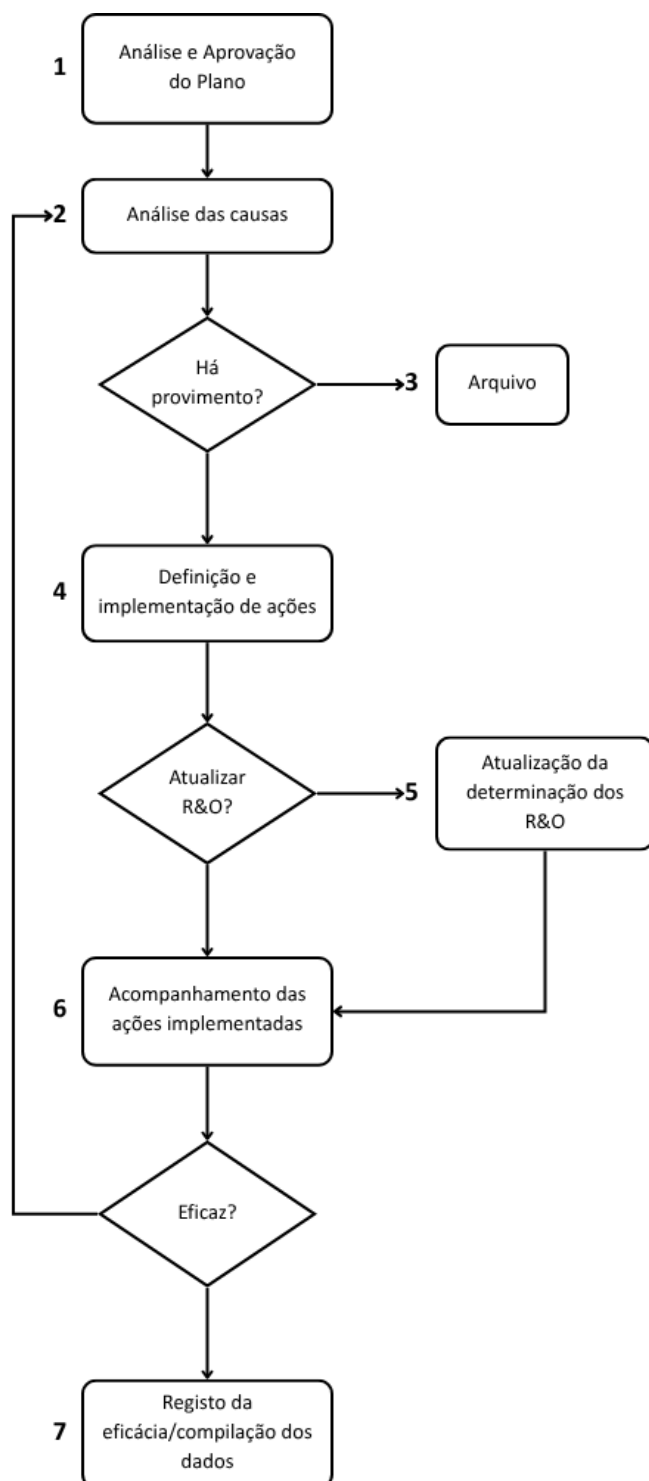 1
Análise e Aprovação
do Plano
2
Análise das causas
Há
provimento?
3
Arquivo
4
Definição e
implementação de ações
Atualizar
R&O?
5
Atualização da
determinação dos
R&O
6
Acompanhamento das
ações implementadas
Eficaz?
7
Registo da
eficácia/compilação dos
dados